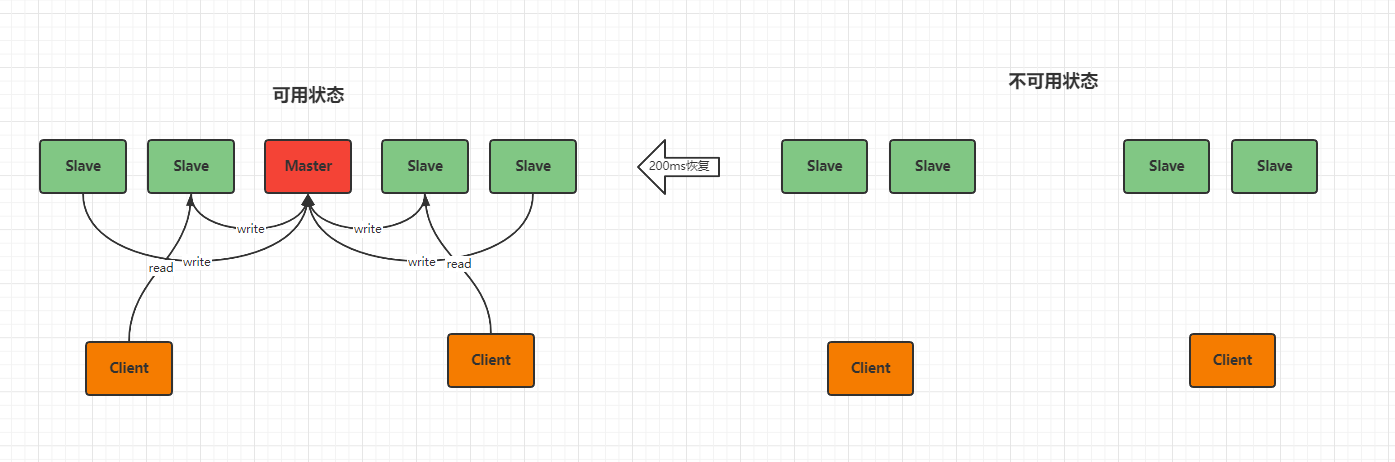 可用状态
不可用状态
Slave
Slave
Master
Slave
Slave
200ms恢复
Slave
Slave
Slave
Slave
write
write
write
write
read
read
Client
Client
Client
Client